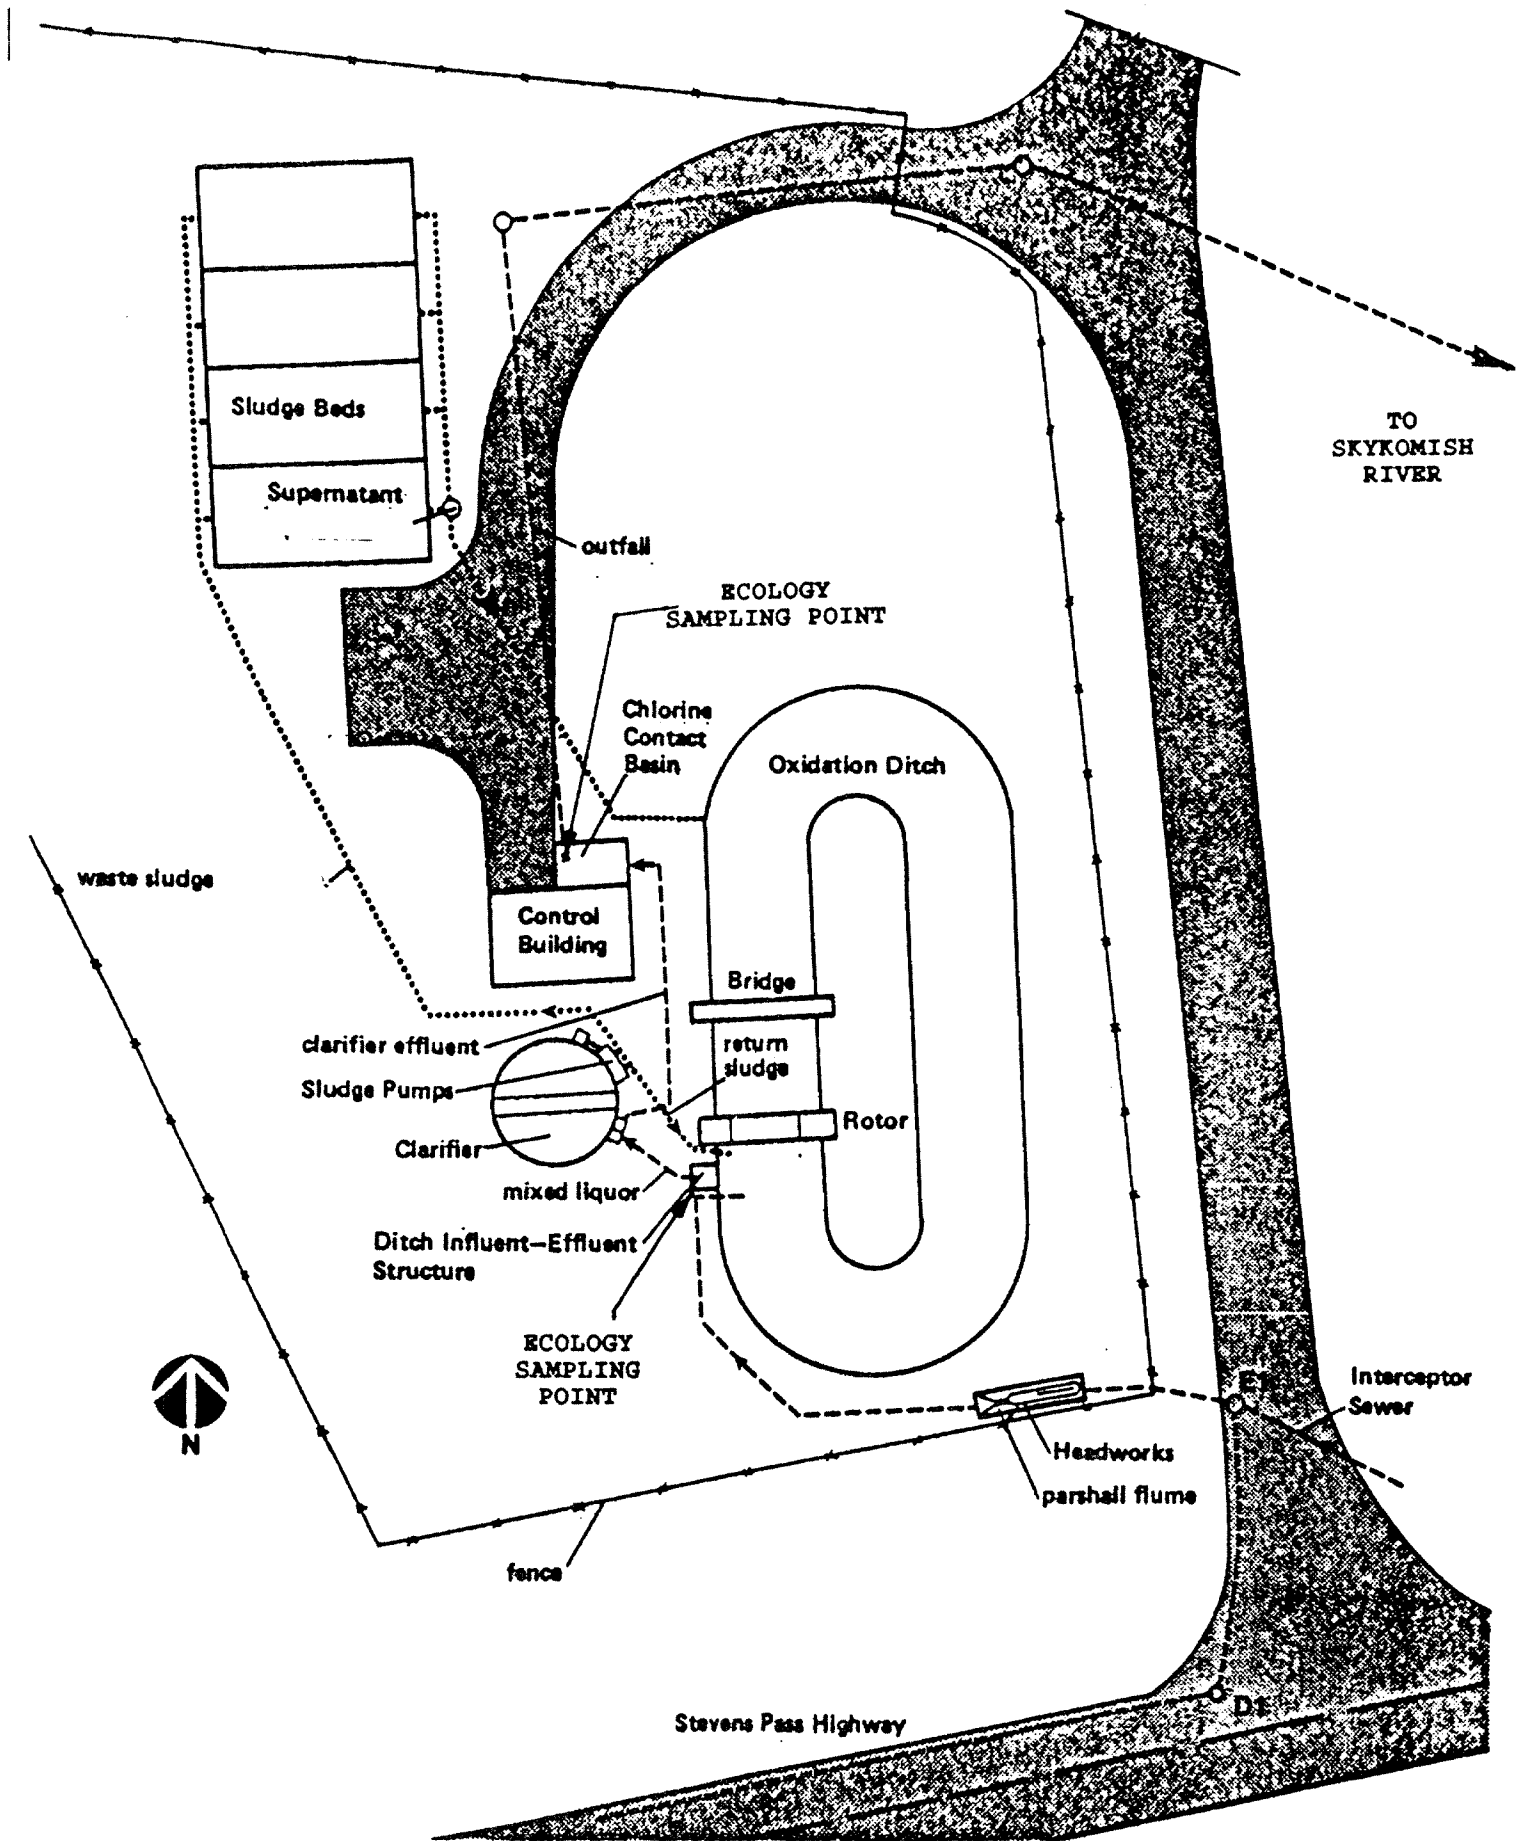 TO
SKYKOMISH
RIVER
Sludge Beds
Supernatant
outfall
ECOLOGY
SAMPLING POINT
Chlorine
Contact
Basin
Oxidation Ditch
waste sludge
Control
Building
Bridge
clarifier effluent
return
sludge
Sludge Pumps
Rotor
Clarifier
mixed liquor
Ditch Influent–Effluent
Structure
ECOLOGY
SAMPLING
POINT
N
E1
Interceptor
Sewer
Headworks
parshall flume
fence
D1
Stevens Pass Highway